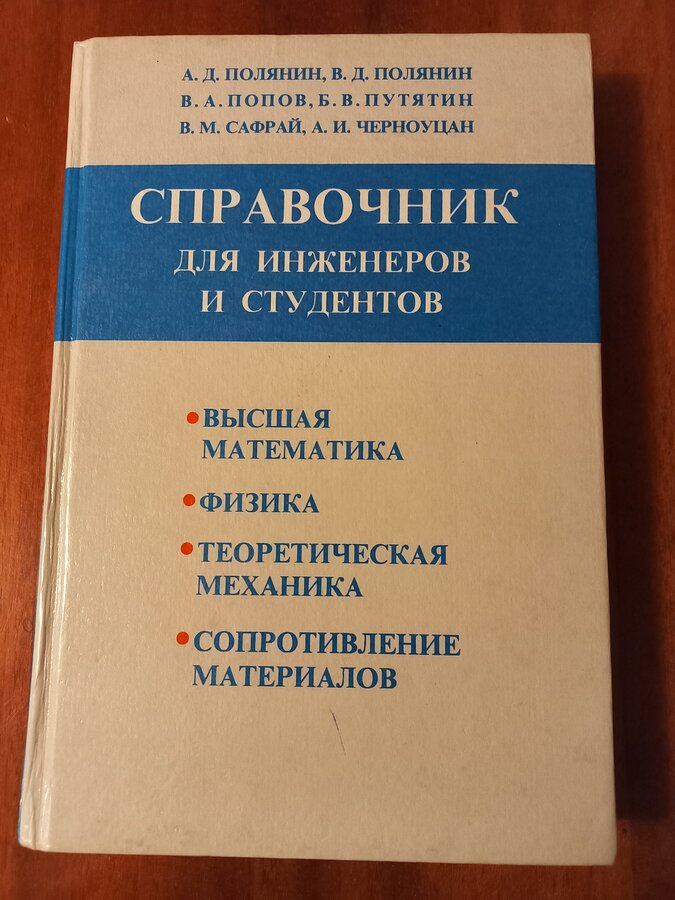 А. Д. ПОЛЯНИН, В. Д. ПОЛЯНИН
В. А. ПОПОВ, Б. В. ПУТЯТИН
В. М. САФРАЙ, А. И. ЧЕРНОУЦАН
СПРАВОЧНИК
ДЛЯ ИНЖЕНЕРОВ
И СТУДЕНТОВ
• ВЫСШАЯ
МАТЕМАТИКА
• ФИЗИКА
• ТЕОРЕТИЧЕСКАЯ
МЕХАНИКА
• СОПРОТИВЛЕНИЕ
МАТЕРИАЛОВ